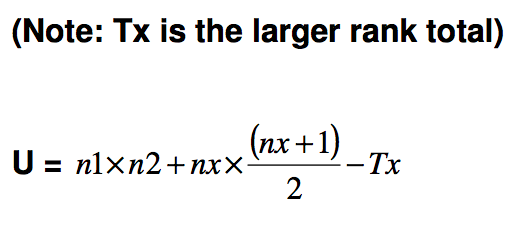 (Note: Tx is the larger rank total)
U = n1×n2+nx×(nx+1)/2−Tx